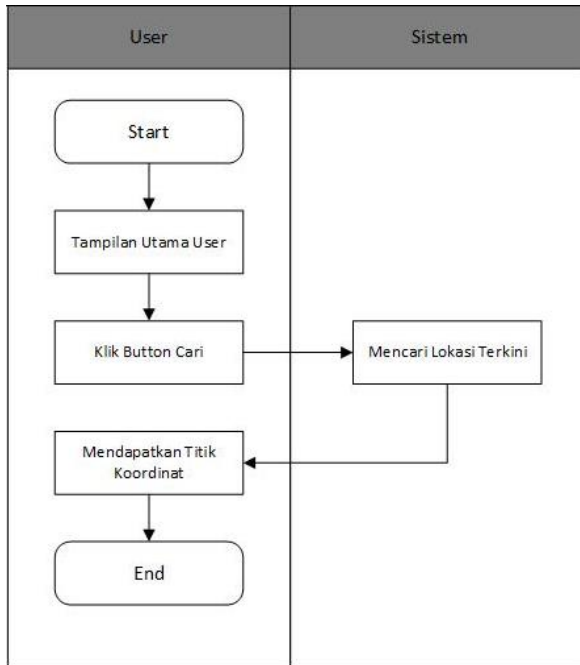 User
Sistem
Start
Tampilan Utama User
Klik Button Cari
Mencari Lokasi Terkini
Mendapatkan Titik
Koordinat
End